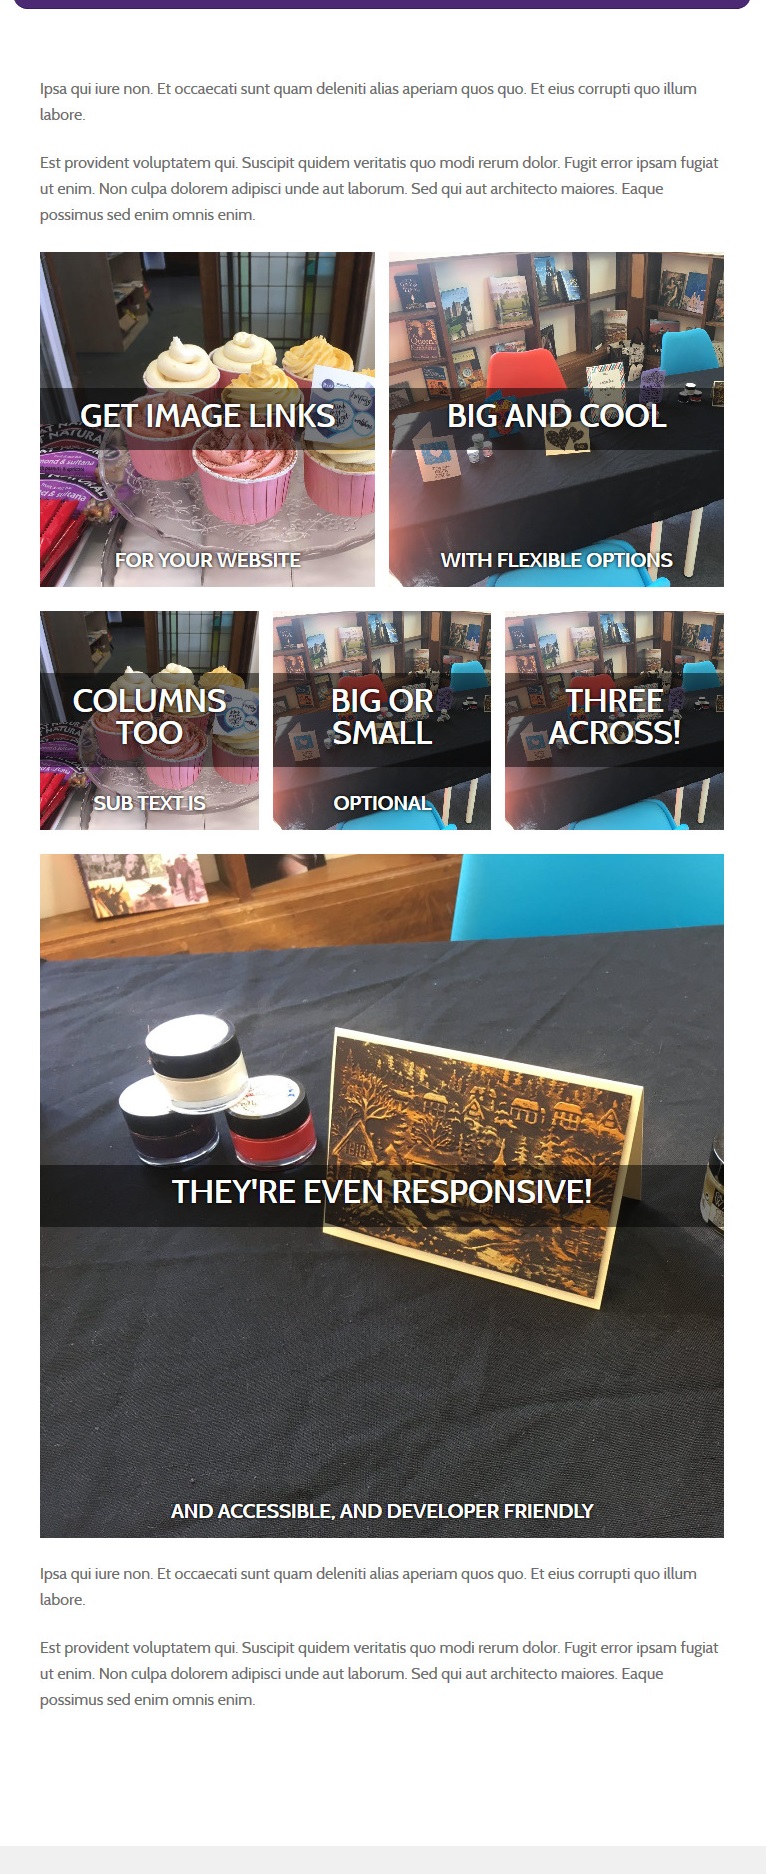 Ipsa qui iure non. Et occaecati sunt quam deleniti alias aperiam quos quo. Et eius corrupti quo illum
labore.
Est provident voluptatem qui. Suscipit quidem veritatis quo modi rerum dolor. Fugit error ipsam fugiat
ut enim. Non culpa dolorem adipisci unde aut laborum. Sed qui aut architecto maiores. Eaque
possimus sed enim omnis enim.
GET IMAGE LINKS
FOR YOUR WEBSITE
BIG AND COOL
WITH FLEXIBLE OPTIONS
COLUMNS
TOO
SUB TEXT IS
BIG OR
SMALL
OPTIONAL
THREE
ACROSS!
THEY'RE EVEN RESPONSIVE!
AND ACCESSIBLE, AND DEVELOPER FRIENDLY
Ipsa qui iure non. Et occaecati sunt quam deleniti alias aperiam quos quo. Et eius corrupti quo illum
labore.
Est provident voluptatem qui. Suscipit quidem veritatis quo modi rerum dolor. Fugit error ipsam fugiat
ut enim. Non culpa dolorem adipisci unde aut laborum. Sed qui aut architecto maiores. Eaque
possimus sed enim omnis enim.